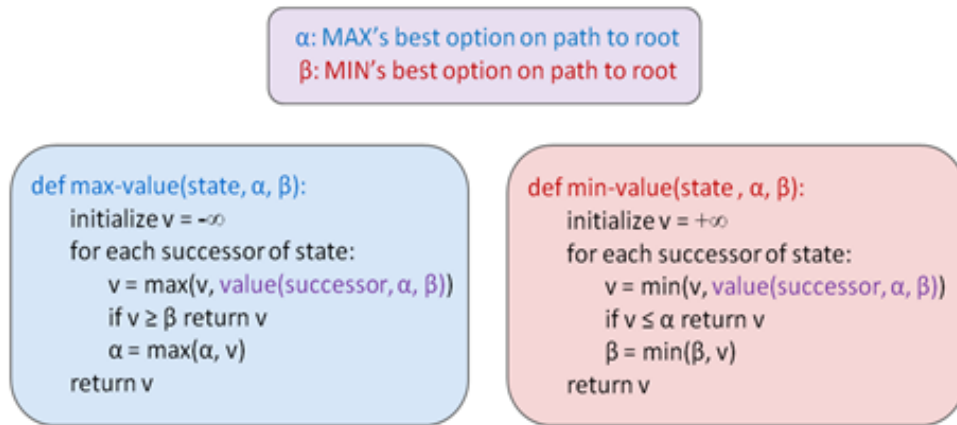 α: MAX's best option on path to root
β: MIN's best option on path to root
def max-value(state, α, β):
initialize v = -∞
for each successor of state:
v = max(v, value(successor, α, β))
if v ≥ β return v
α = max(α, v)
return v
def min-value(state , α, β):
initialize v = +∞
for each successor of state:
v = min(v, value(successor, α, β))
if v ≤ α return v
β = min(β, v)
return v